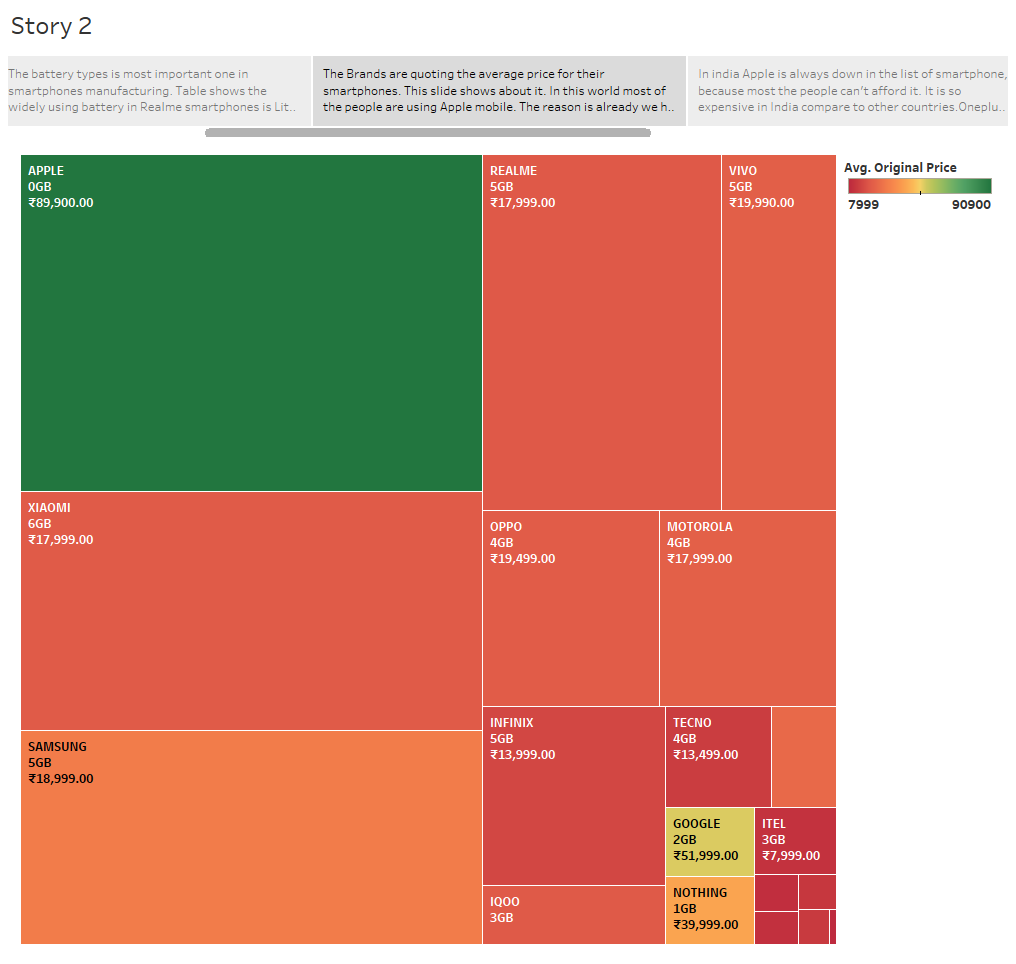 Story 2
The battery types is most important one in
smartphones manufacturing. Table shows the
widely using battery in Realme smartphones is Lit..
The Brands are quoting the average price for their
smartphones. This slide shows about it. In this world most of
the people are using Apple mobile. The reason is already we h..
In india Apple is always down in the list of smartphone,
because most the people can't afford it. It is so
expensive in India compare to other countries.Oneplu..
APPLE
0GB
₹89,900.00
REALME
5GB
₹17,999.00
VIVO
5GB
₹19,990.00
Avg. Original Price
7999 90900
XIAOMI
6GB
₹17,999.00
OPPO
4GB
₹19,499.00
MOTOROLA
4GB
₹17,999.00
SAMSUNG
5GB
₹18,999.00
INFINIX
5GB
₹13,999.00
TECNO
4GB
₹13,499.00
GOOGLE
2GB
₹51,999.00
ITEL
3GB
₹7,999.00
NOTHING
1GB
₹39,999.00
IQOO
3GB